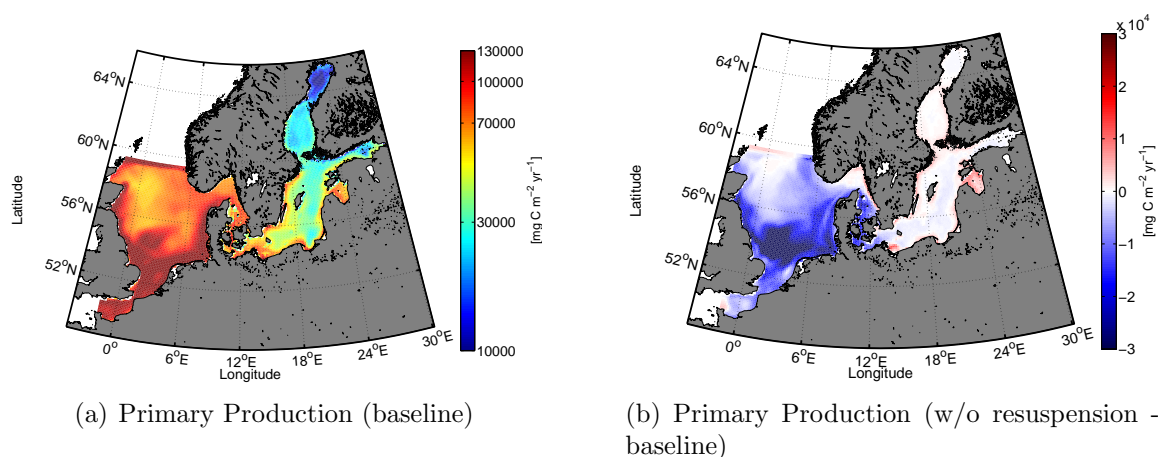 64°N
60°N
56°N
52°N
Latitude
0°
6°E
12°E
18°E
24°E
30°E
Longitude
130000
100000
70000
30000
10000
[mg C m⁻² yr⁻¹]
(a) Primary Production (baseline)
64°N
60°N
56°N
52°N
Latitude
0°
6°E
12°E
18°E
24°E
30°E
Longitude
x 10⁴
3
2
1
0
−1
−2
−3
[mg C m⁻² yr⁻¹]
(b) Primary Production (w/o resuspension -
baseline)